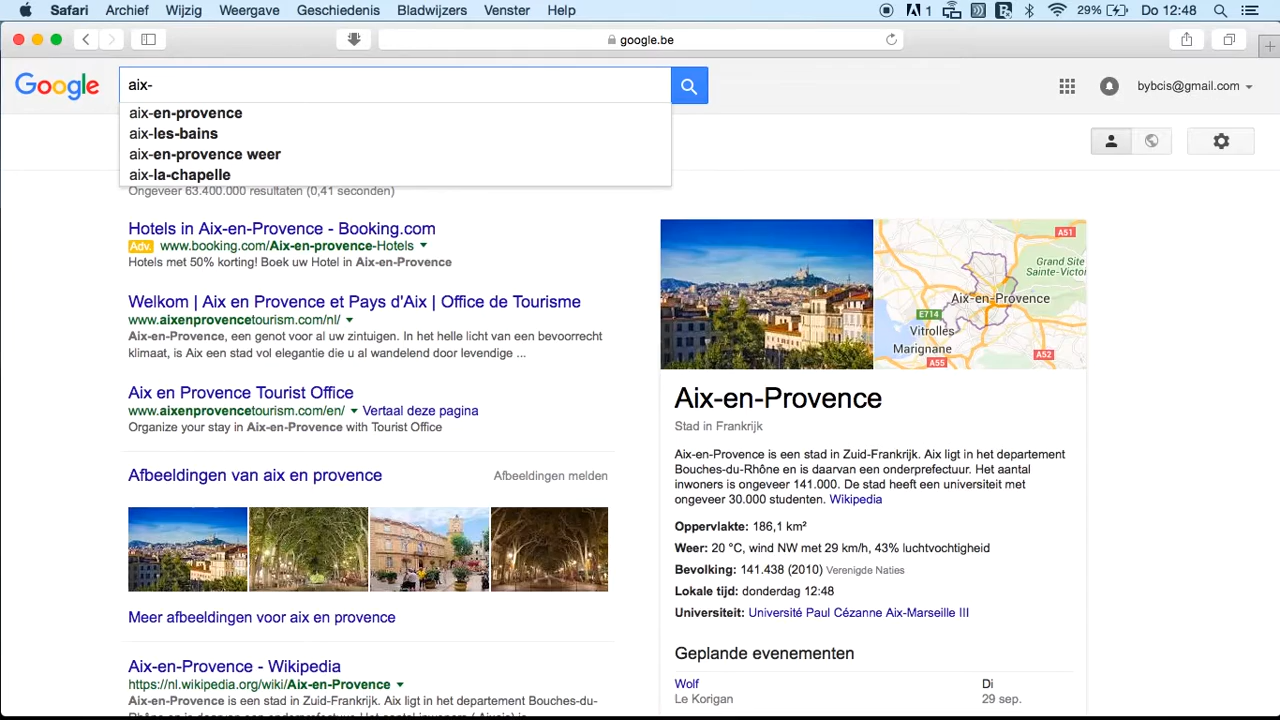 Safari Archief Wijzig Weergave Geschiedenis Bladwijzers Venster Help 1 29% Do 12:48
google.be
Google aix- bybcis@gmail.com
aix-en-provence
aix-les-bains
aix-en-provence weer
aix-la-chapelle
Ongeveer 63.400.000 resultaten (0,41 seconden)
Hotels in Aix-en-Provence - Booking.com
Adv. www.booking.com/Aix-en-provence-Hotels
Hotels met 50% korting! Boek uw Hotel in Aix-en-Provence
Welkom | Aix en Provence et Pays d'Aix | Office de Tourisme
www.aixenprovencetourism.com/nl/
Aix-en-Provence, een genot voor al uw zintuigen. In het helle licht van een bevoorrecht
klimaat, is Aix een stad vol elegantie die u al wandelend door levendige ...
Aix en Provence Tourist Office
www.aixenprovencetourism.com/en/ Vertaal deze pagina
Organize your stay in Aix-en-Provence with Tourist Office
Afbeeldingen van aix en provence Afbeeldingen melden
Meer afbeeldingen voor aix en provence
Aix-en-Provence - Wikipedia
https://nl.wikipedia.org/wiki/Aix-en-Provence
Aix-en-Provence is een stad in Zuid-Frankrijk. Aix ligt in het departement Bouches-du-
A51
Grand Site
Sainte-Victoi
Aix-en-Provence
E714
Vitrolles
Marignane
A52
A55
Aix-en-Provence
Stad in Frankrijk
Aix-en-Provence is een stad in Zuid-Frankrijk. Aix ligt in het departement
Bouches-du-Rhône en is daarvan een onderprefectuur. Het aantal
inwoners is ongeveer 141.000. De stad heeft een universiteit met
ongeveer 30.000 studenten. Wikipedia
Oppervlakte: 186,1 km²
Weer: 20 °C, wind NW met 29 km/h, 43% luchtvochtigheid
Bevolking: 141.438 (2010) Verenigde Naties
Lokale tijd: donderdag 12:48
Universiteit: Université Paul Cézanne Aix-Marseille III
Geplande evenementen
Wolf Di
Le Korigan 29 sep.